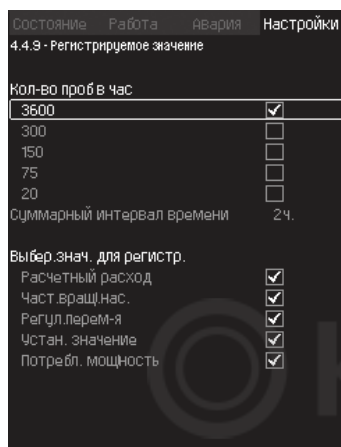 Состояние Работа Авария Настройки
4.4.9 - Регистрируемое значение
Кол-во проб в час
3600
300
150
75
20
Суммарный интервал времени 2ч.
Выбер.знач. для регистр.
Расчетный расход
Част.вращ.нас.
Регул.перем-я
Устан. значение
Потребл. мощность